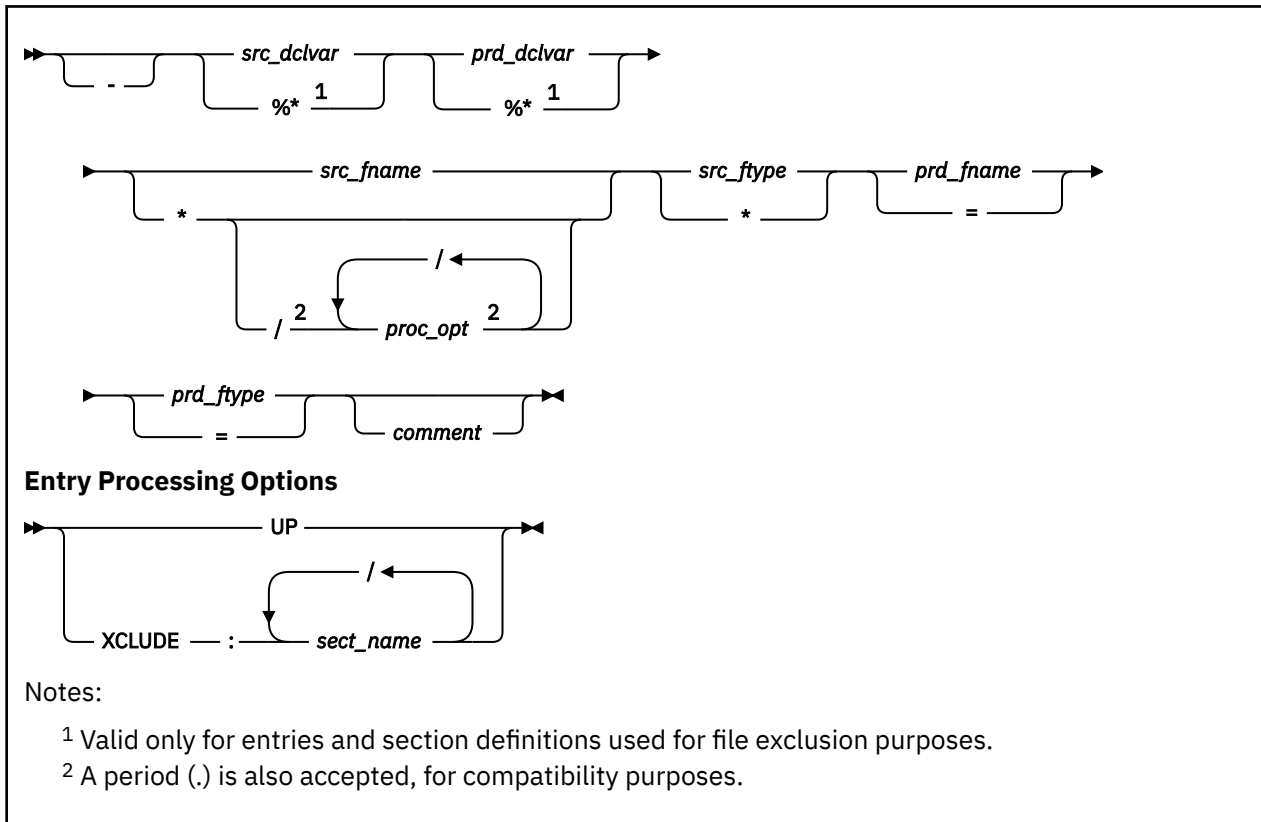 src_dclvar prd_dclvar
- %* 1 %* 1
src_fname src_ftype prd_fname
* * =
/
/ 2 proc_opt 2
prd_ftype
= comment
Entry Processing Options
UP
/
XCLUDE : sect_name
Notes:
1 Valid only for entries and section definitions used for file exclusion purposes.
2 A period (.) is also accepted, for compatibility purposes.